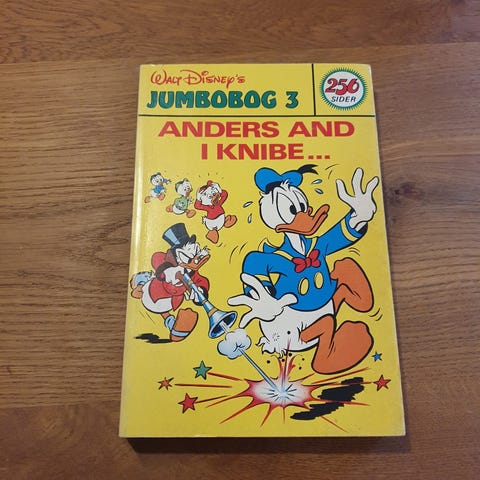 Walt Disney's
JUMBOBOG 3
256
SIDER
ANDERS AND
I KNIBE...